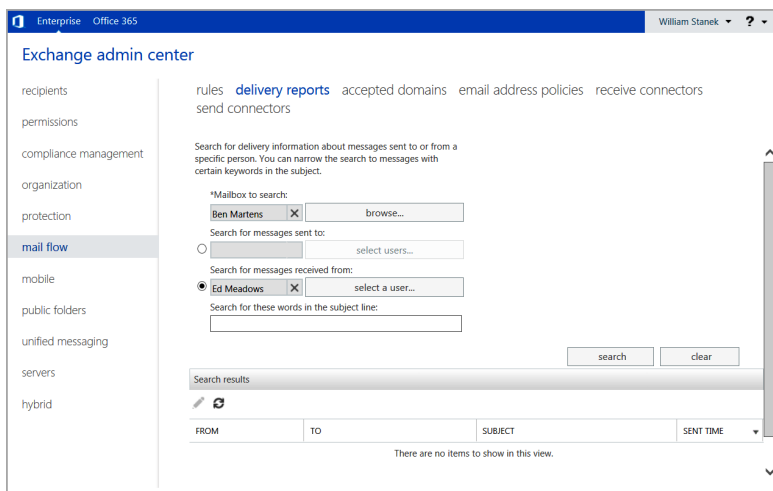 Enterprise Office 365 William Stanek ?
Exchange admin center
recipients
permissions
compliance management
organization
protection
mail flow
mobile
public folders
unified messaging
servers
hybrid
rules delivery reports accepted domains email address policies receive connectors
send connectors
Search for delivery information about messages sent to or from a
specific person. You can narrow the search to messages with
certain keywords in the subject.
*Mailbox to search:
Ben Martens X browse...
Search for messages sent to:
select users...
Search for messages received from:
Ed Meadows X select a user...
Search for these words in the subject line:
search clear
Search results
FROM TO SUBJECT SENT TIME
There are no items to show in this view.